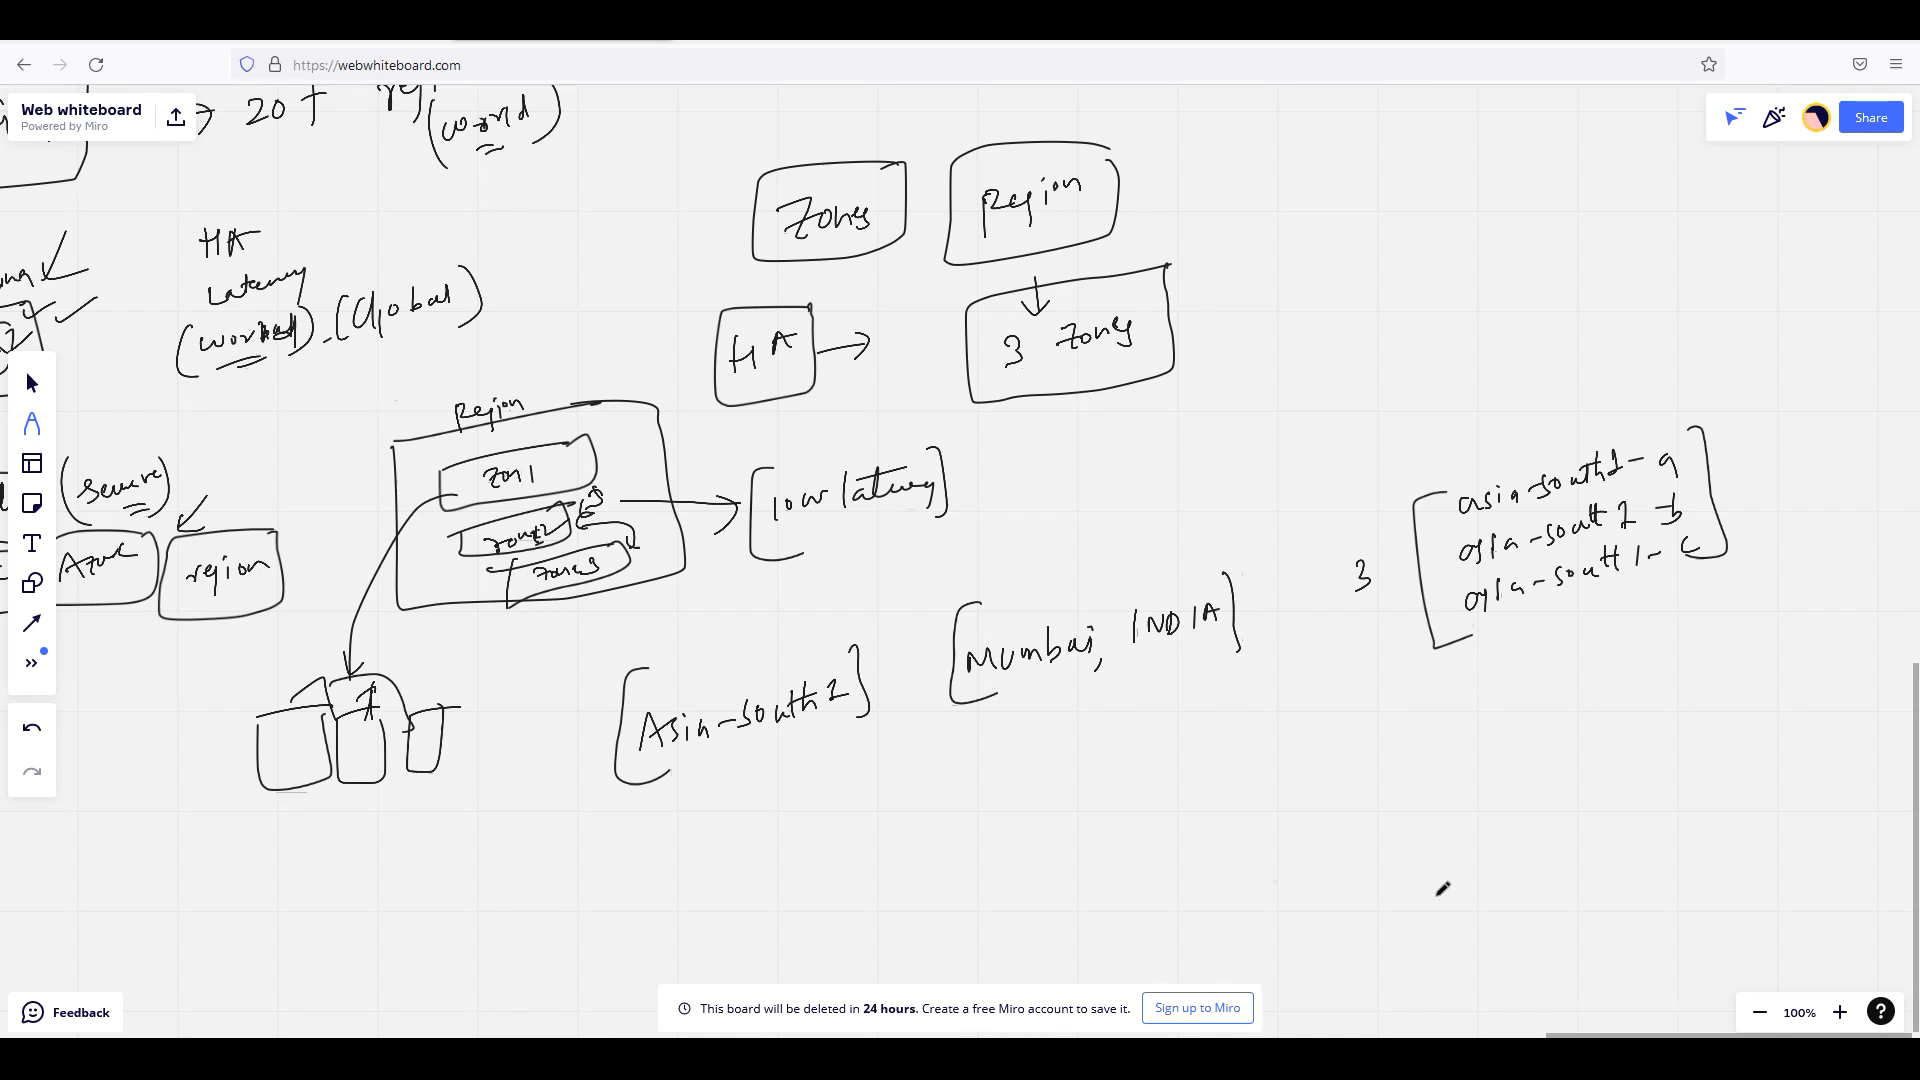 https://webwhiteboard.com
Web whiteboard
Powered by Miro
Share
20 +
(world)
Zones
Region
HA
Latency
(worked) - (Global)
HA
3 Zones
Region
Zon 1
zone2
zone3
[low latency]
(secure)
Azure
region
asia-south1-a
asia-south1-b
asia-south1-c
3
[Mumbai, INDIA]
[Asia-south1]
Feedback
This board will be deleted in 24 hours. Create a free Miro account to save it.
Sign up to Miro
100%